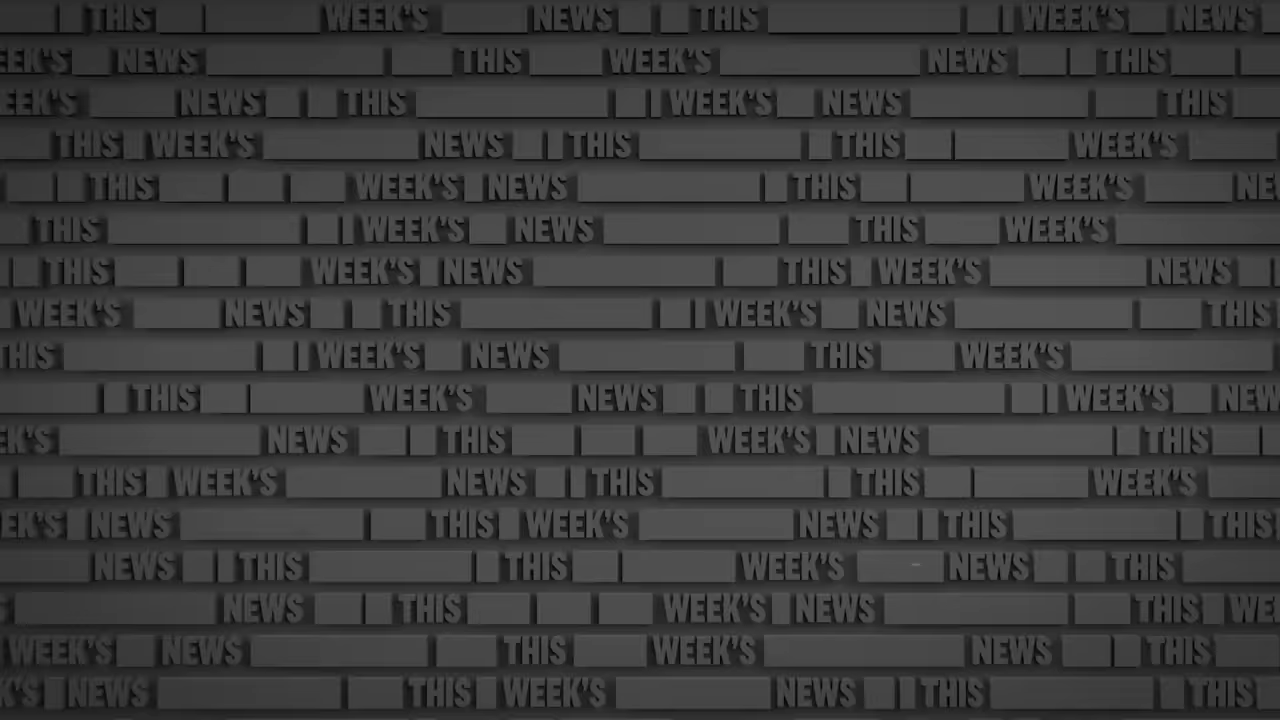 THIS WEEK'S NEWS THIS WEEK'S NEWS
WEEK'S NEWS THIS WEEK'S NEWS THIS
WEEK'S NEWS THIS WEEK'S NEWS THIS
THIS WEEK'S NEWS THIS THIS WEEK'S
THIS WEEK'S NEWS THIS WEEK'S NE
THIS WEEK'S NEWS THIS WEEK'S
THIS WEEK'S NEWS THIS WEEK'S NEWS
WEEK'S NEWS THIS WEEK'S NEWS THIS
THIS WEEK'S NEWS THIS WEEK'S
THIS WEEK'S NEWS THIS WEEK'S NEW
EK'S NEWS THIS WEEK'S NEWS THIS
THIS WEEK'S NEWS THIS THIS WEEK'S
EK'S NEWS THIS WEEK'S NEWS THIS THIS
NEWS THIS THIS WEEK'S NEWS THIS
NEWS THIS WEEK'S NEWS THIS WE
WEEK'S NEWS THIS WEEK'S NEWS THIS
K'S NEWS THIS WEEK'S NEWS THIS THIS